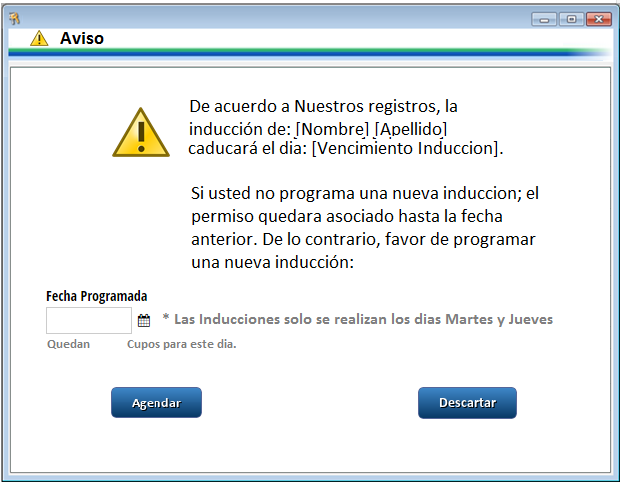 Aviso
De acuerdo a Nuestros registros, la
inducción de: [Nombre] [Apellido]
caducará el dia: [Vencimiento Induccion].
Si usted no programa una nueva induccion; el
permiso quedara asociado hasta la fecha
anterior. De lo contrario, favor de programar
una nueva inducción:
Fecha Programada
* Las Inducciones solo se realizan los dias Martes y Jueves
Quedan Cupos para este dia.
Agendar Descartar